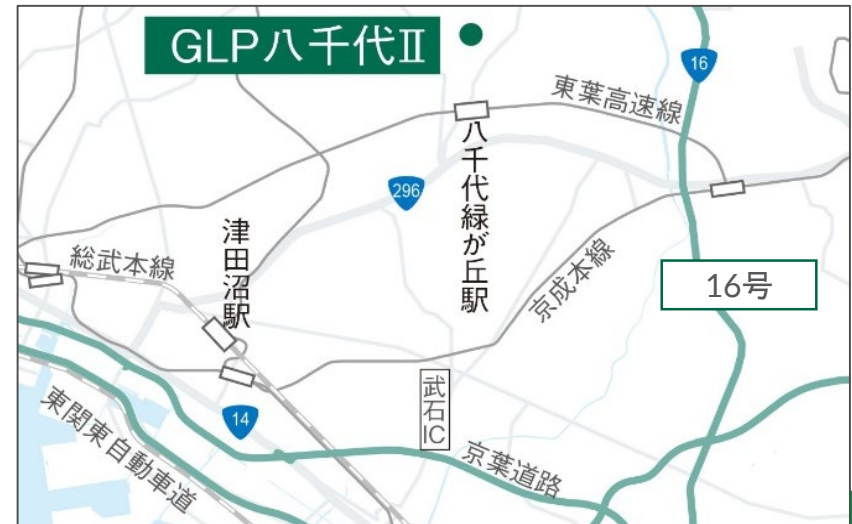 GLP八千代Ⅱ
16
東葉高速線
八千代緑が丘駅
296
津田沼駅
総武本線
京成本線
16号
武石IC
14
京葉道路
東関東自動車道